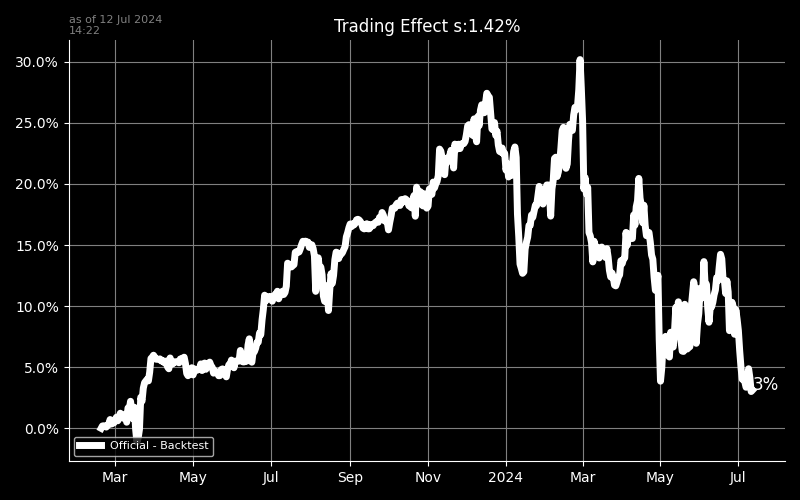 as of 12 Jul 2024
14:22
Trading Effect s:1.42%
30.0%
25.0%
20.0%
15.0%
10.0%
5.0%
0.0%
3%
Official - Backtest
Mar May Jul Sep Nov 2024 Mar May Jul